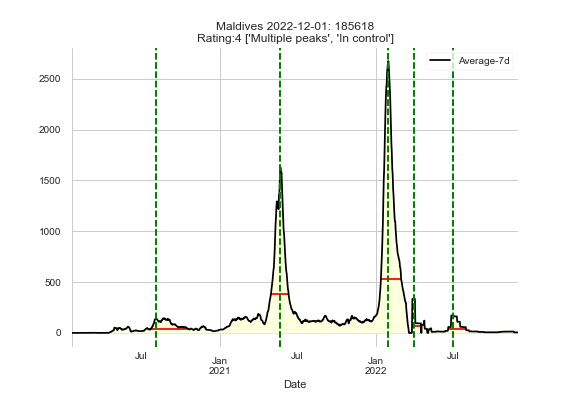 Maldives 2022-12-01: 185618
Rating:4 ['Multiple peaks', 'In control']
Average-7d
2500
2000
1500
1000
500
0
Jul
Jan
2021
Jul
Jan
2022
Jul
Date